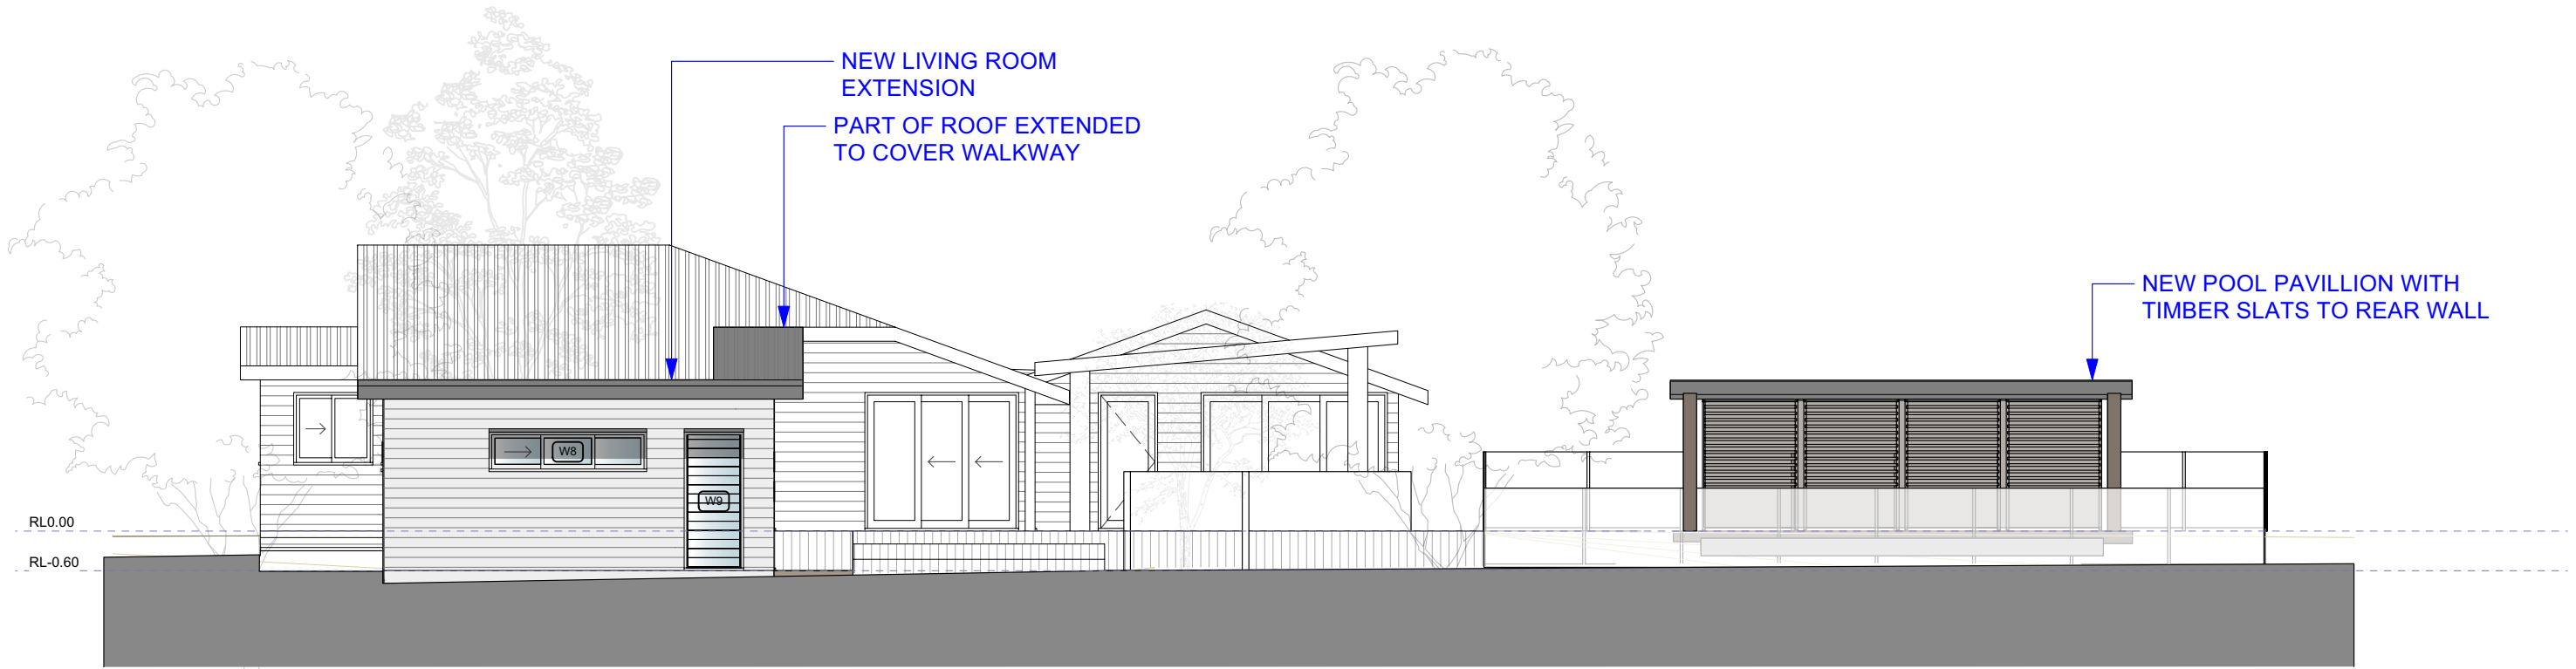 NEW LIVING ROOM
EXTENSION
PART OF ROOF EXTENDED
TO COVER WALKWAY
NEW POOL PAVILLION WITH
TIMBER SLATS TO REAR WALL
W8
W9
RL0.00
RL-0.60